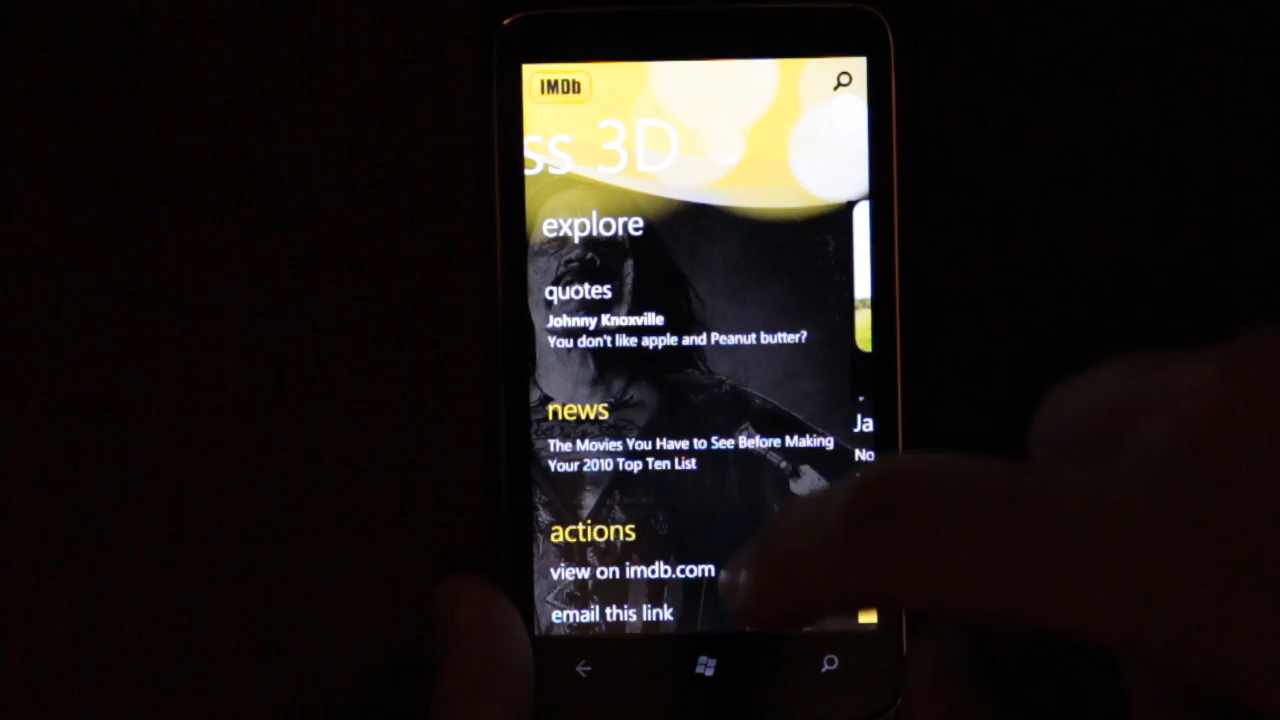 IMDb
ss 3D
explore
quotes
Johnny Knoxville
You don't like apple and Peanut butter?
news
The Movies You Have to See Before Making
Your 2010 Top Ten List
actions
view on imdb.com
email this link
Ja
No